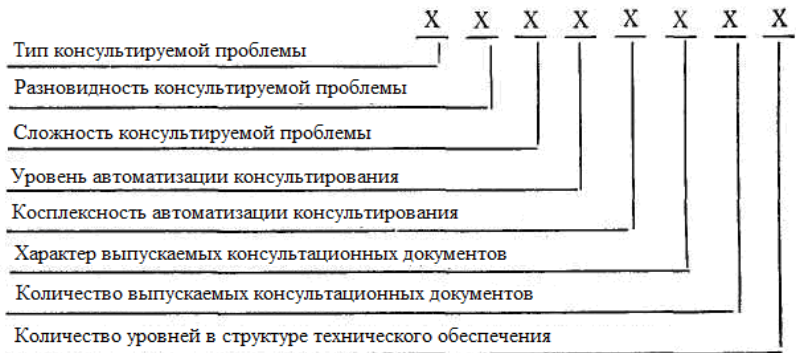 X X X X X X X X
Тип консультируемой проблемы
Разновидность консультируемой проблемы
Сложность консультируемой проблемы
Уровень автоматизации консультирования
Косплексность автоматизации консультирования
Характер выпускаемых консультационных документов
Количество выпускаемых консультационных документов
Количество уровней в структуре технического обеспечения